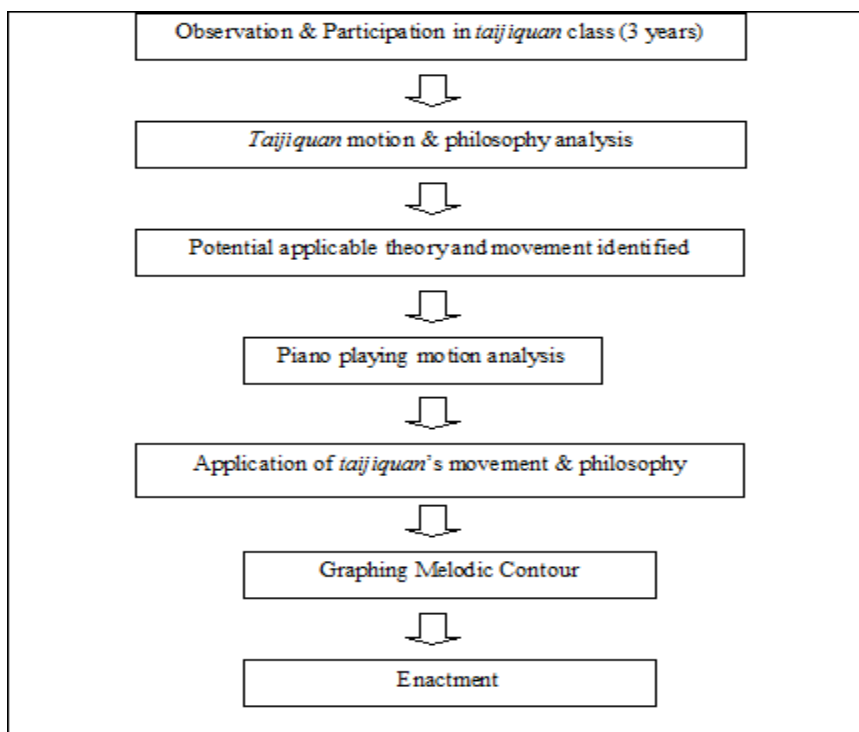 Observation & Participation in taijiquan class (3 years)
Taijiquan motion & philosophy analysis
Potential applicable theory and movement identified
Piano playing motion analysis
Application of taijiquan’s movement & philosophy
Graphing Melodic Contour
Enactment